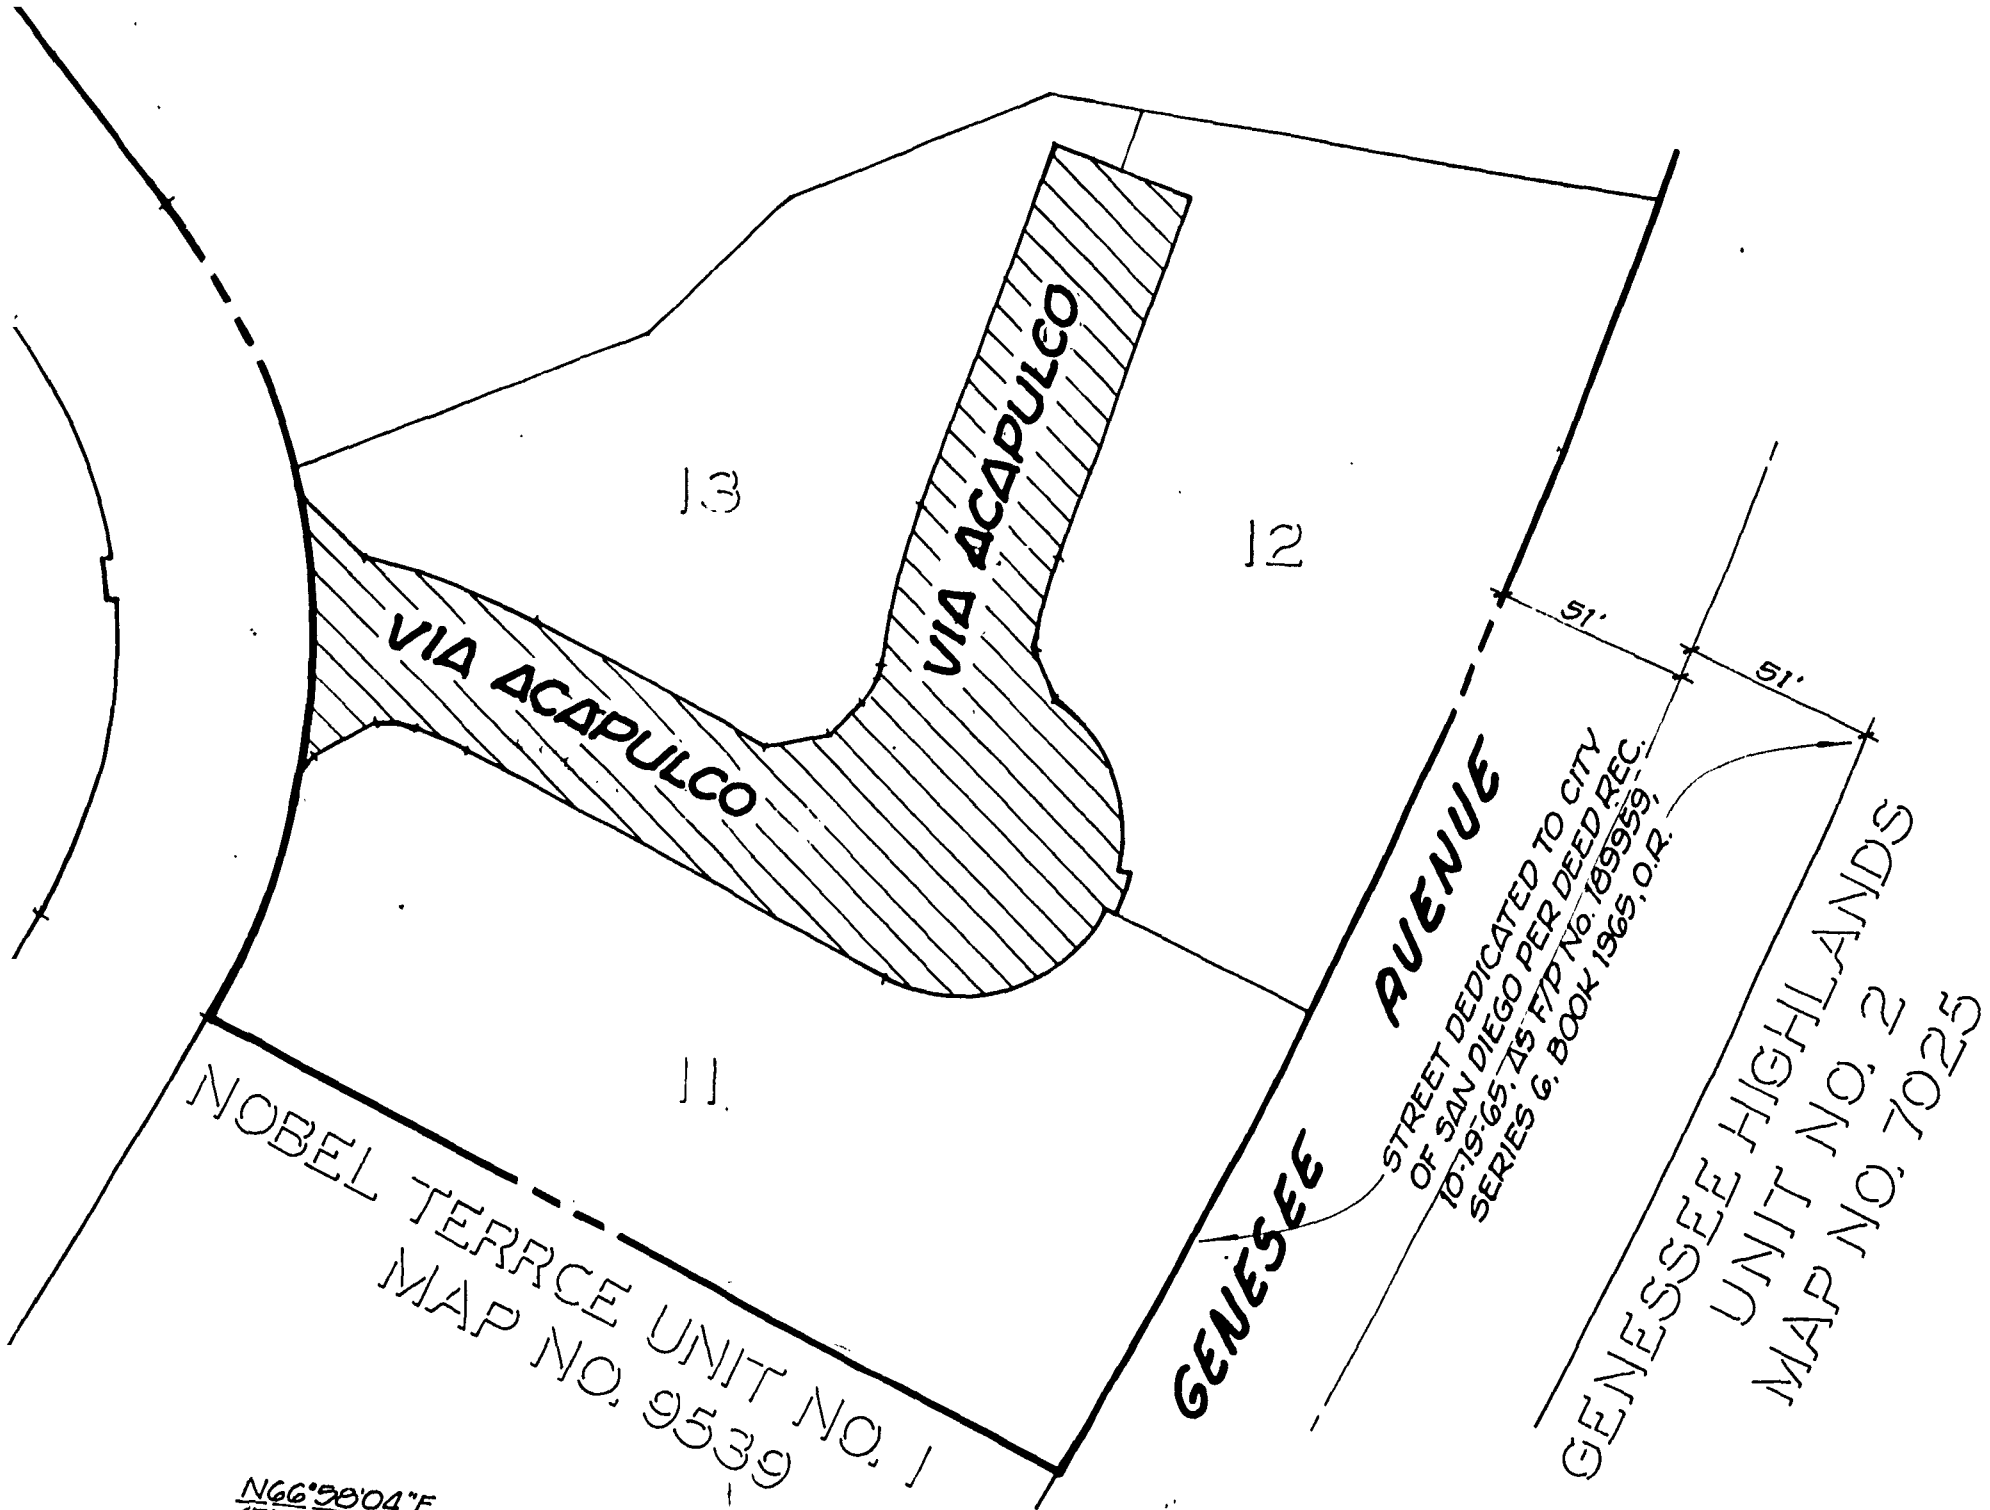 VIA ACAPULCO
13
12
VIA ACAPULCO
51'
51'
GENESEE AVENUE
STREET DEDICATED TO CITY
OF SAN DIEGO PER DEED REC.
10-19-65, AS F/P No. 189959,
SERIES 6, BOOK 1965, O.R.
GENESSEE HIGHLANDS
UNIT NO. 2
MAP NO. 7025
11
NOBEL TERRCE UNIT NO. 1
MAP NO. 9539
N66°58'04"E